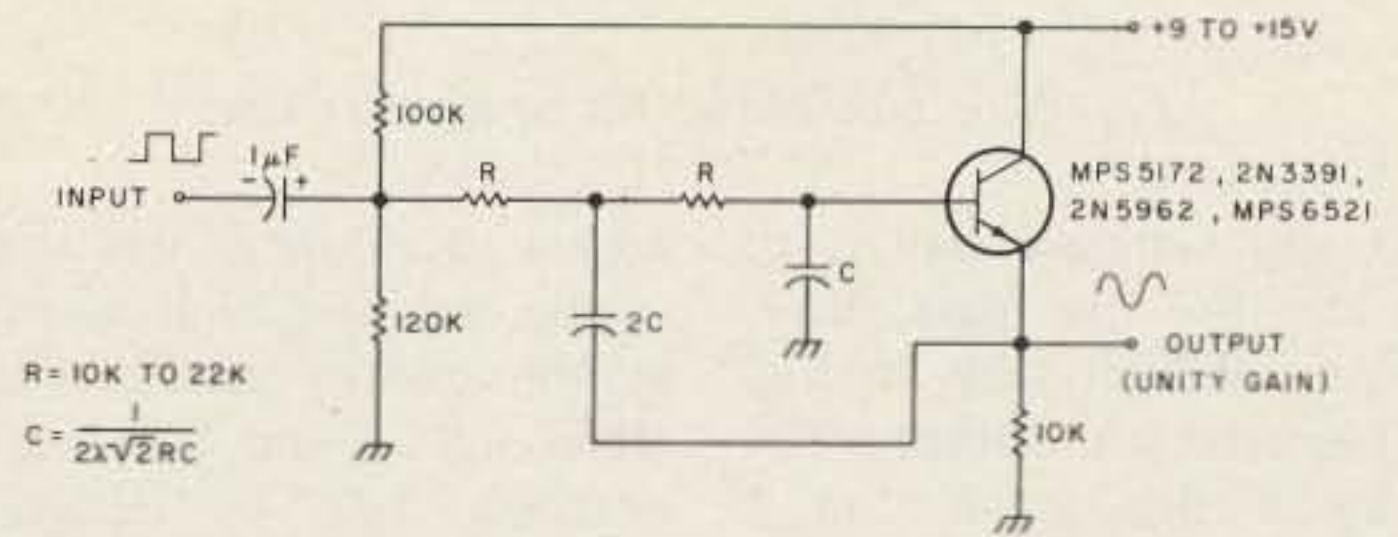 +9 TO +15V
100K
1µF
- +
INPUT
R
R
MPS5172, 2N3391,
2N5962, MPS6521
C
120K
2C
OUTPUT
(UNITY GAIN)
R = 10K TO 22K
C = 1 / 2λ√2RC
10K